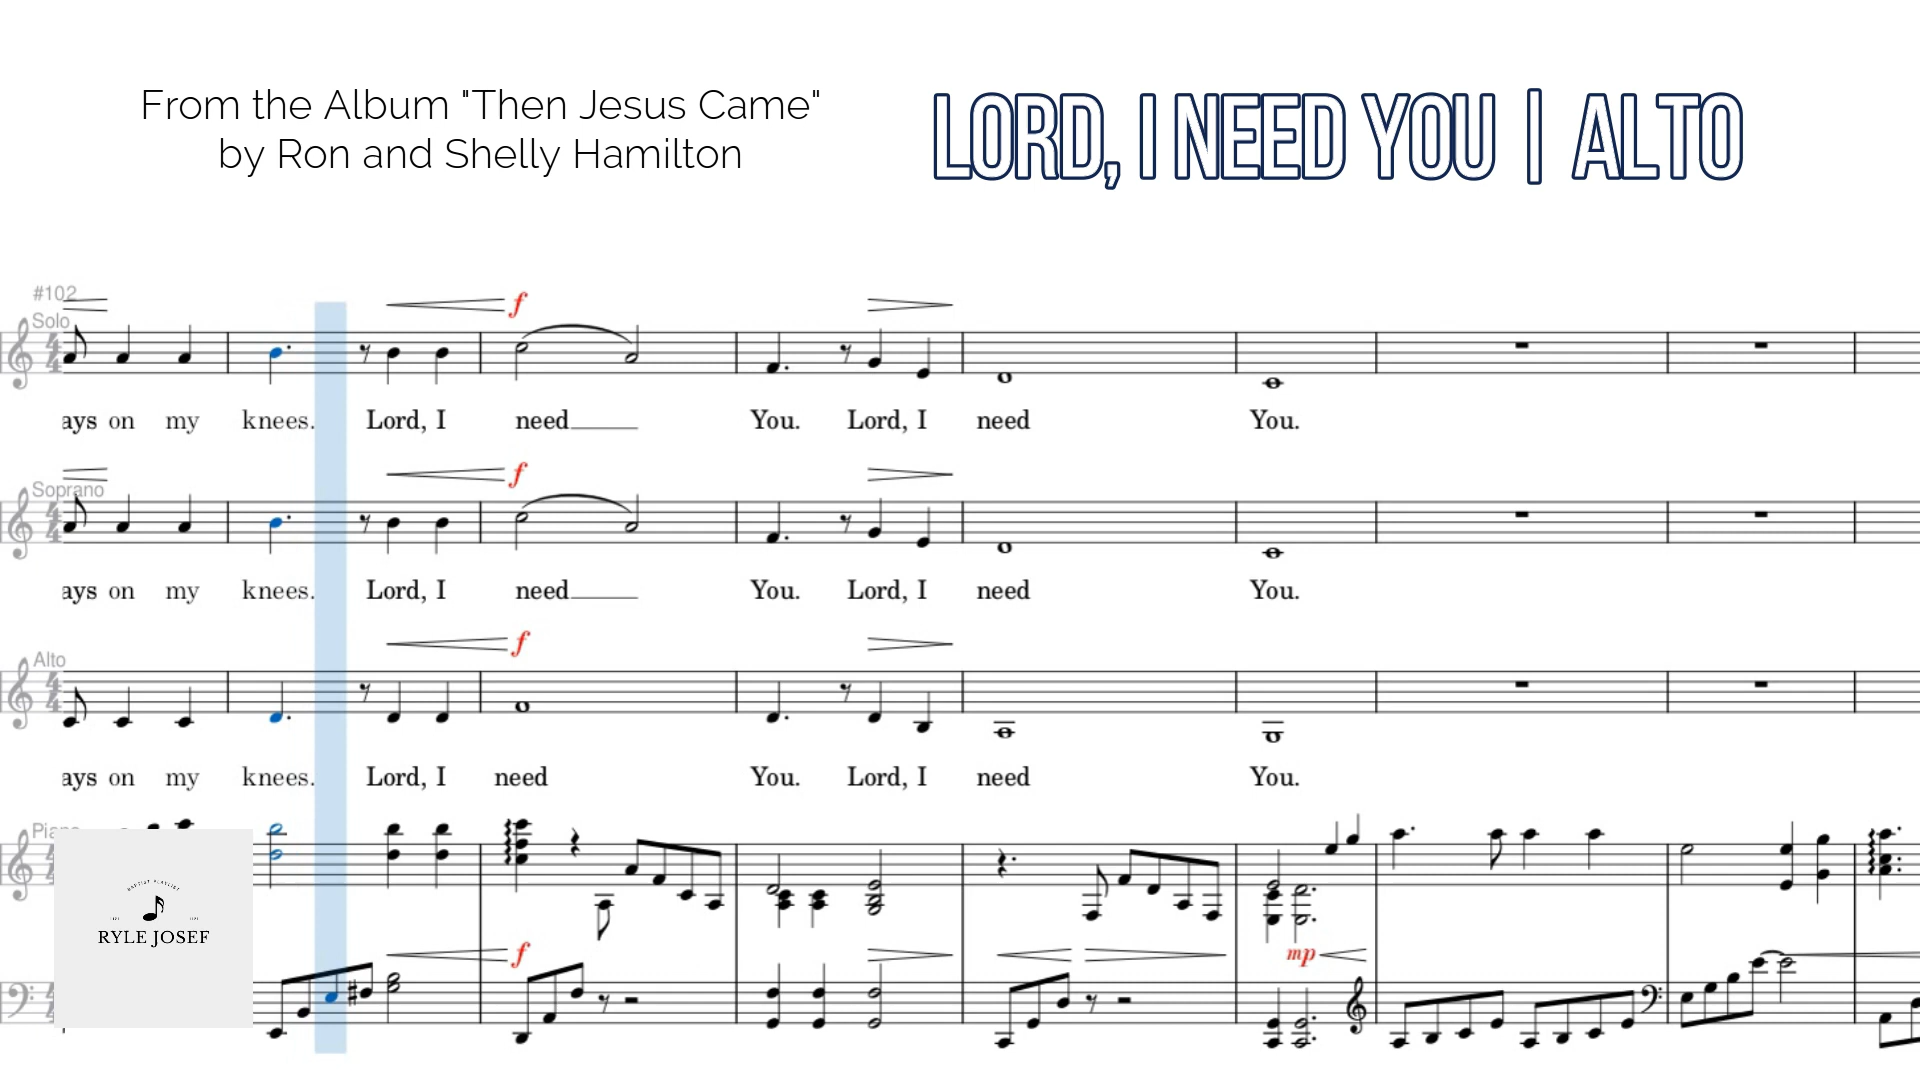 From the Album "Then Jesus Came"
by Ron and Shelly Hamilton
LORD, I NEED YOU | ALTO
#102
Solo
f
ays on my knees. Lord, I need You. Lord, I need You.
Soprano
f
ays on my knees. Lord, I need You. Lord, I need You.
Alto
f
ays on my knees. Lord, I need You. Lord, I need You.
f
mp
RYLE JOSEF